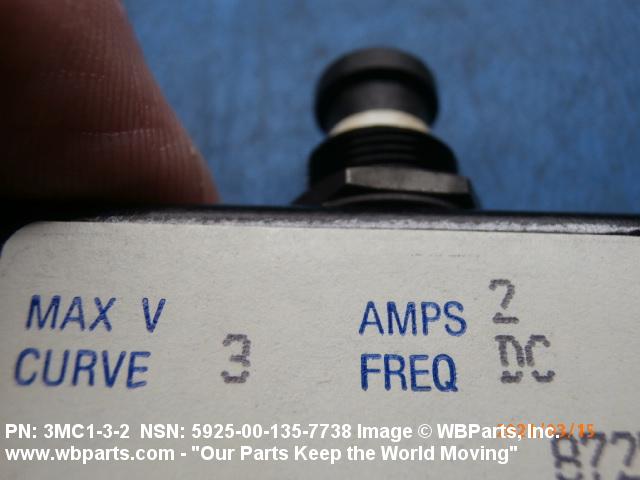 MAX V AMPS 2
CURVE 3 FREQ DC
PN: 3MC1-3-2 NSN: 5925-00-135-7738 Image © WBParts, Inc.
www.wbparts.com - "Our Parts Keep the World Moving"